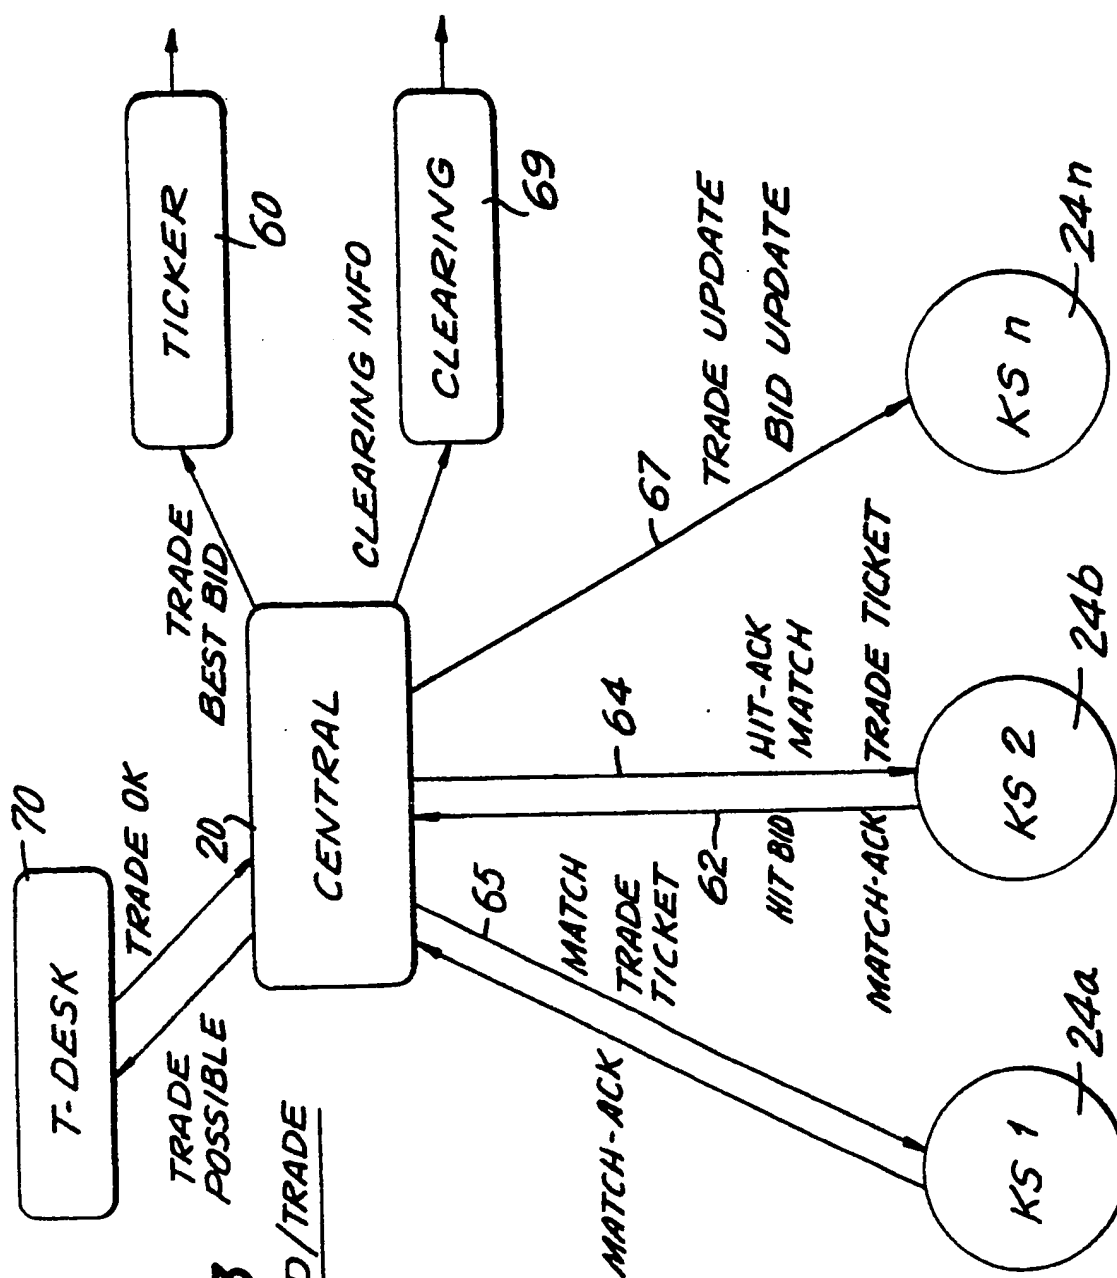 T-DESK
70
TRADE OK
TRADE
POSSIBLE
20
CENTRAL
TRADE
BEST BID
TICKER
60
CLEARING INFO
CLEARING
69
3
D/TRADE
MATCH-ACK
65
MATCH
TRADE
TICKET
62
HIT BID
MATCH-ACK
64
HIT-ACK
MATCH
TRADE TICKET
67
TRADE UPDATE
BID UPDATE
KS 1
24a
KS 2
24b
KS n
24n